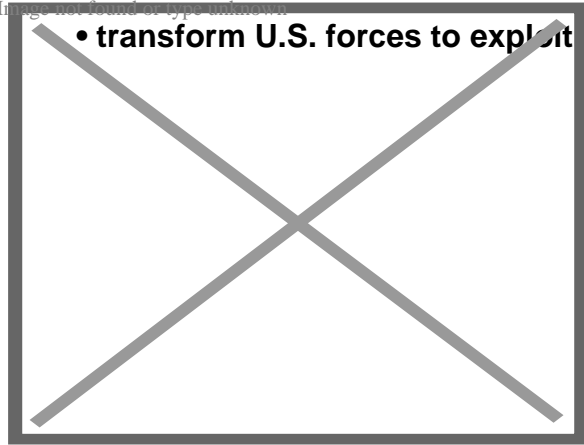 Image not found or type unknown
• transform U.S. forces to exploit